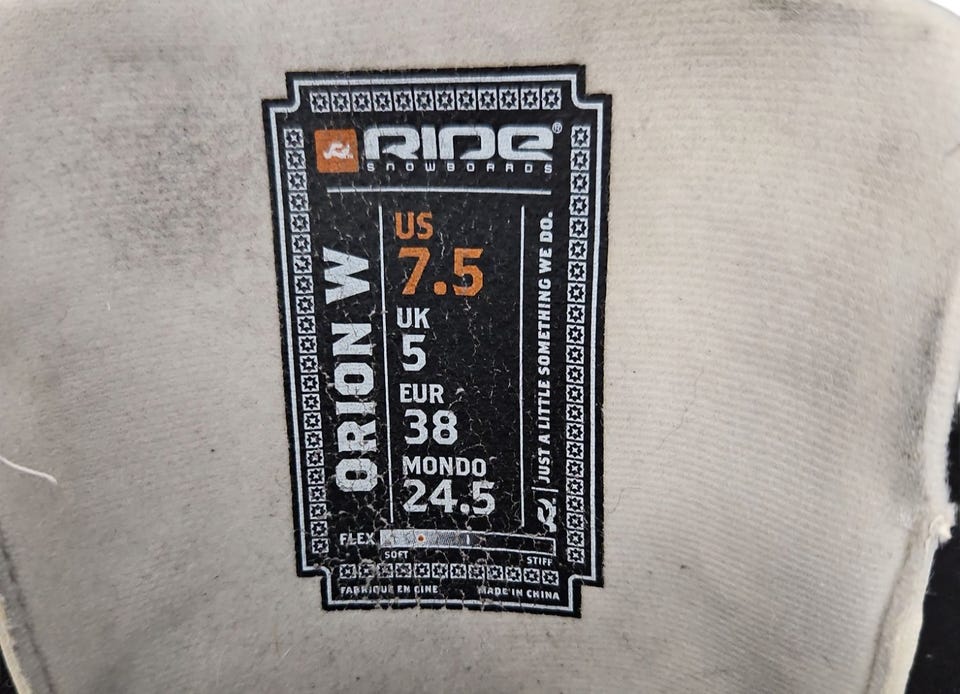 RIDE®
SNOWBOARDS
ORION W
US
7.5
UK
5
EUR
38
MONDO
24.5
JUST A LITTLE SOMETHING WE DO.
FLEX
SOFT
STIFF
FABRIQUE EN CINE
MADE IN CHINA